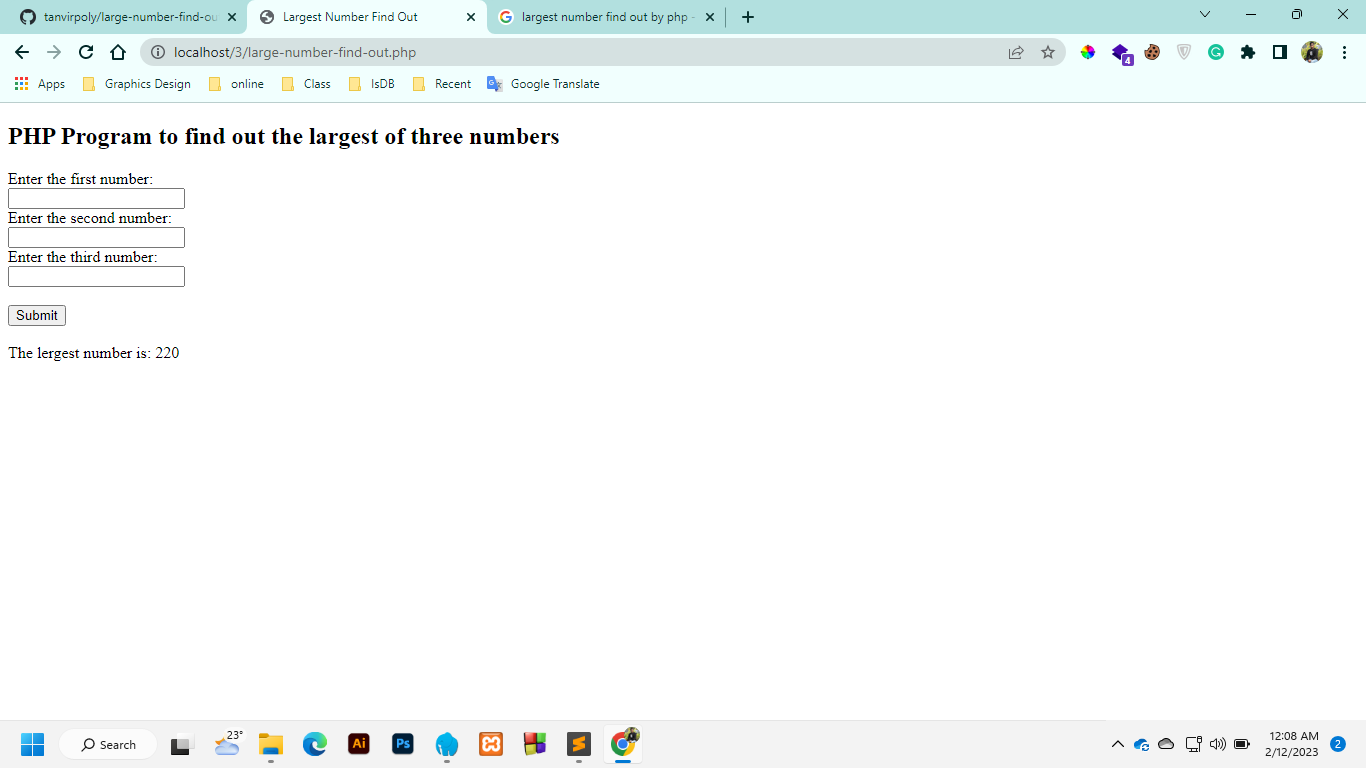 tanvirpoly/large-number-find-ou
Largest Number Find Out
largest number find out by php -
localhost/3/large-number-find-out.php
4
Apps
Graphics Design
online
Class
IsDB
Recent
Google Translate
PHP Program to find out the largest of three numbers
Enter the first number:
Enter the second number:
Enter the third number:
Submit
The lergest number is: 220
Search
23°
Ai
Ps
12:08 AM
2/12/2023
2